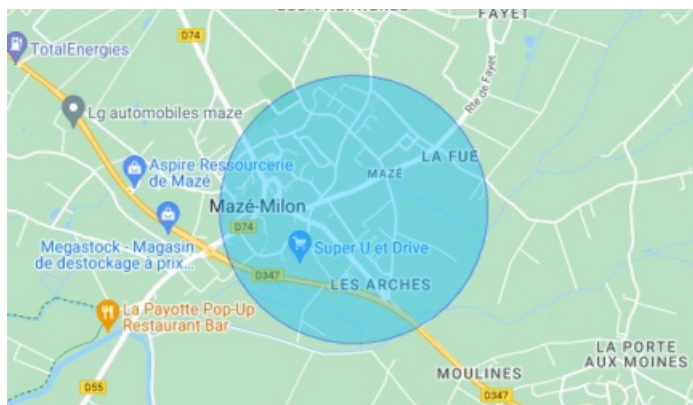 FAYET
D74
TotalEnergies
Rte de Fayet
Lg automobiles maze
LA FUE
Aspire Ressourcerie
de Mazé
MAZÉ
Mazé-Milon
D74
Megastock - Magasin
de destockage à prix...
Super U et Drive
D347
LES ARCHES
La Payotte Pop-Up
Restaurant Bar
LA PORTE
AUX MOINES
MOULINES
D55
D347